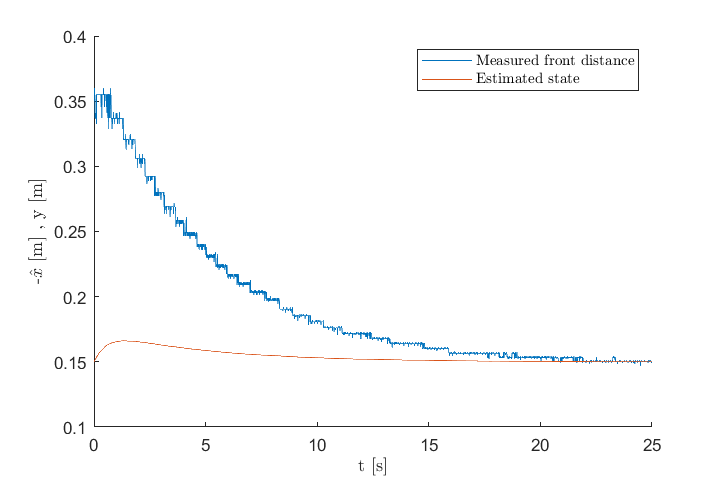 0.4
Measured front distance
Estimated state
0.35
0.3
0.25
0.2
0.15
0.1
-x̂ [m] , y [m]
0 5 10 15 20 25
t [s]